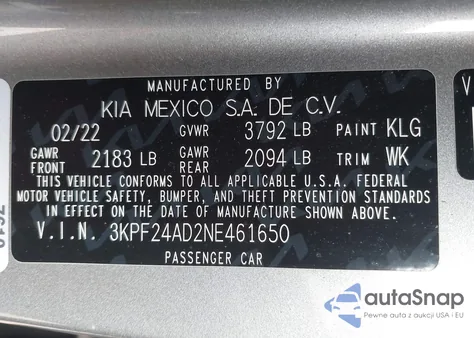 MANUFACTURED BY
KIA MEXICO S.A. DE C.V.
02/22 GVWR 3792 LB PAINT KLG
GAWR FRONT 2183 LB GAWR REAR 2094 LB TRIM WK
THIS VEHICLE CONFORMS TO ALL APPLICABLE U.S.A. FEDERAL
MOTOR VEHICLE SAFETY, BUMPER, AND THEFT PREVENTION STANDARDS
IN EFFECT ON THE DATE OF MANUFACTURE SHOWN ABOVE.
V.I.N. 3KPF24AD2NE461650
PASSENGER CAR
autoSnap
Pewne auta z aukcji USA i EU